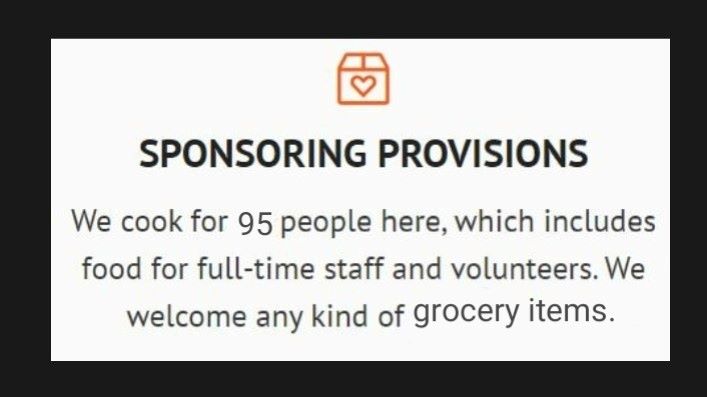 SPONSORING PROVISIONS
We cook for 95 people here, which includes
food for full-time staff and volunteers. We
welcome any kind of grocery items.